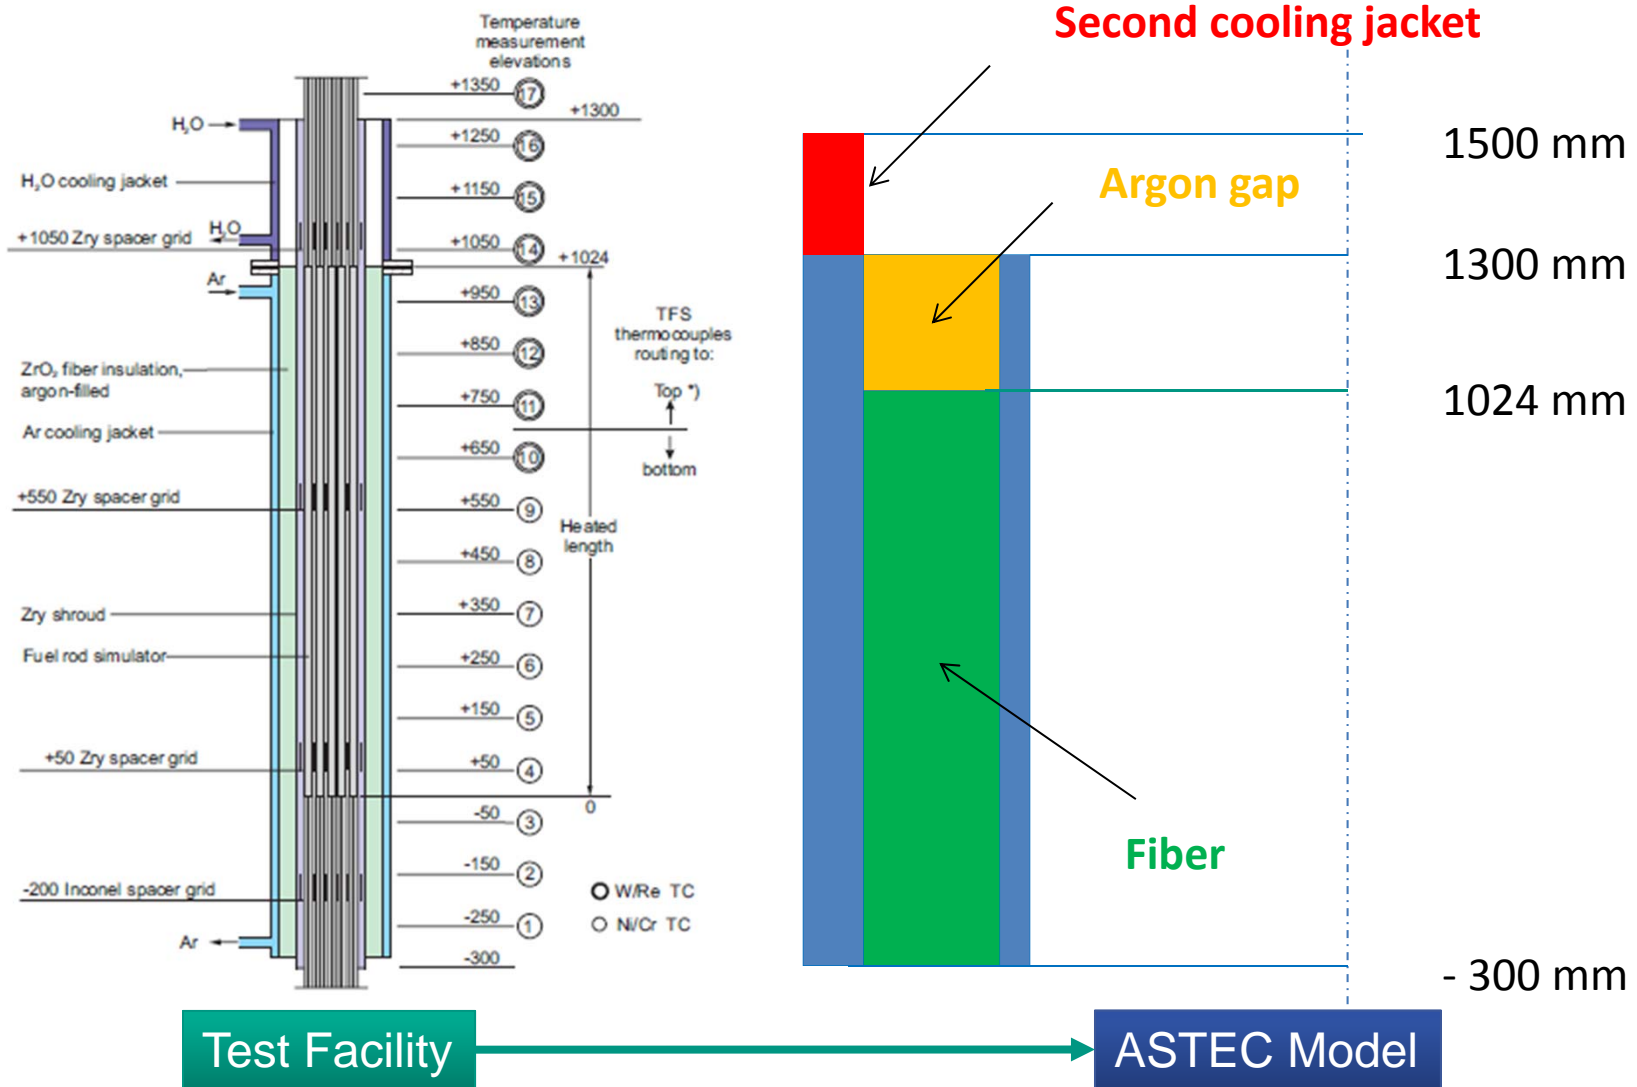 Temperature
measurement
elevations
+1350 17
+1300
H₂O
+1250 16
H₂O cooling jacket
+1150 15
+1050 Zry spacer grid
H₂O
+1050 14
+1024
Ar
+950 13
TFS
thermocouples
routing to:
+850 12
ZrO₂ fiber insulation,
argon-filled
Top *)
+750 11
Ar cooling jacket
+650 10
bottom
+550 Zry spacer grid
+550 9
Heated
length
+450 8
+350 7
Zry shroud
Fuel rod simulator
+250 6
+150 5
+50 Zry spacer grid
+50 4
0
-50 3
-150 2
-200 Inconel spacer grid
W/Re TC
-250 1
Ni/Cr TC
Ar
-300
Second cooling jacket
1500 mm
Argon gap
1300 mm
1024 mm
Fiber
- 300 mm
Test Facility
ASTEC Model